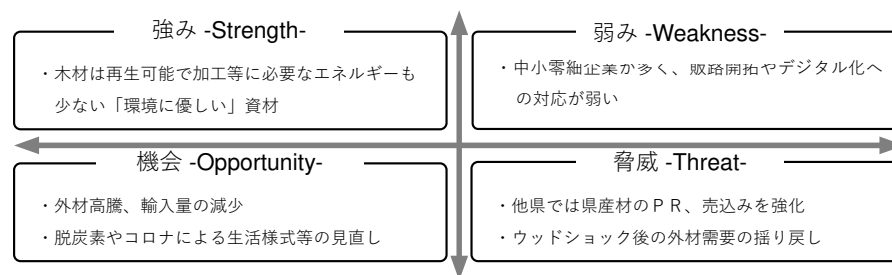 強み -Strength-
・木材は再生可能で加工等に必要なエネルギーも
少ない「環境に優しい」資材
弱み -Weakness-
・中小零細企業が多く、販路開拓やデジタル化へ
の対応が弱い
機会 -Opportunity-
・外材高騰、輸入量の減少
・脱炭素やコロナによる生活様式等の見直し
脅威 -Threat-
・他県では県産材のＰＲ、売込みを強化
・ウッドショック後の外材需要の揺り戻し